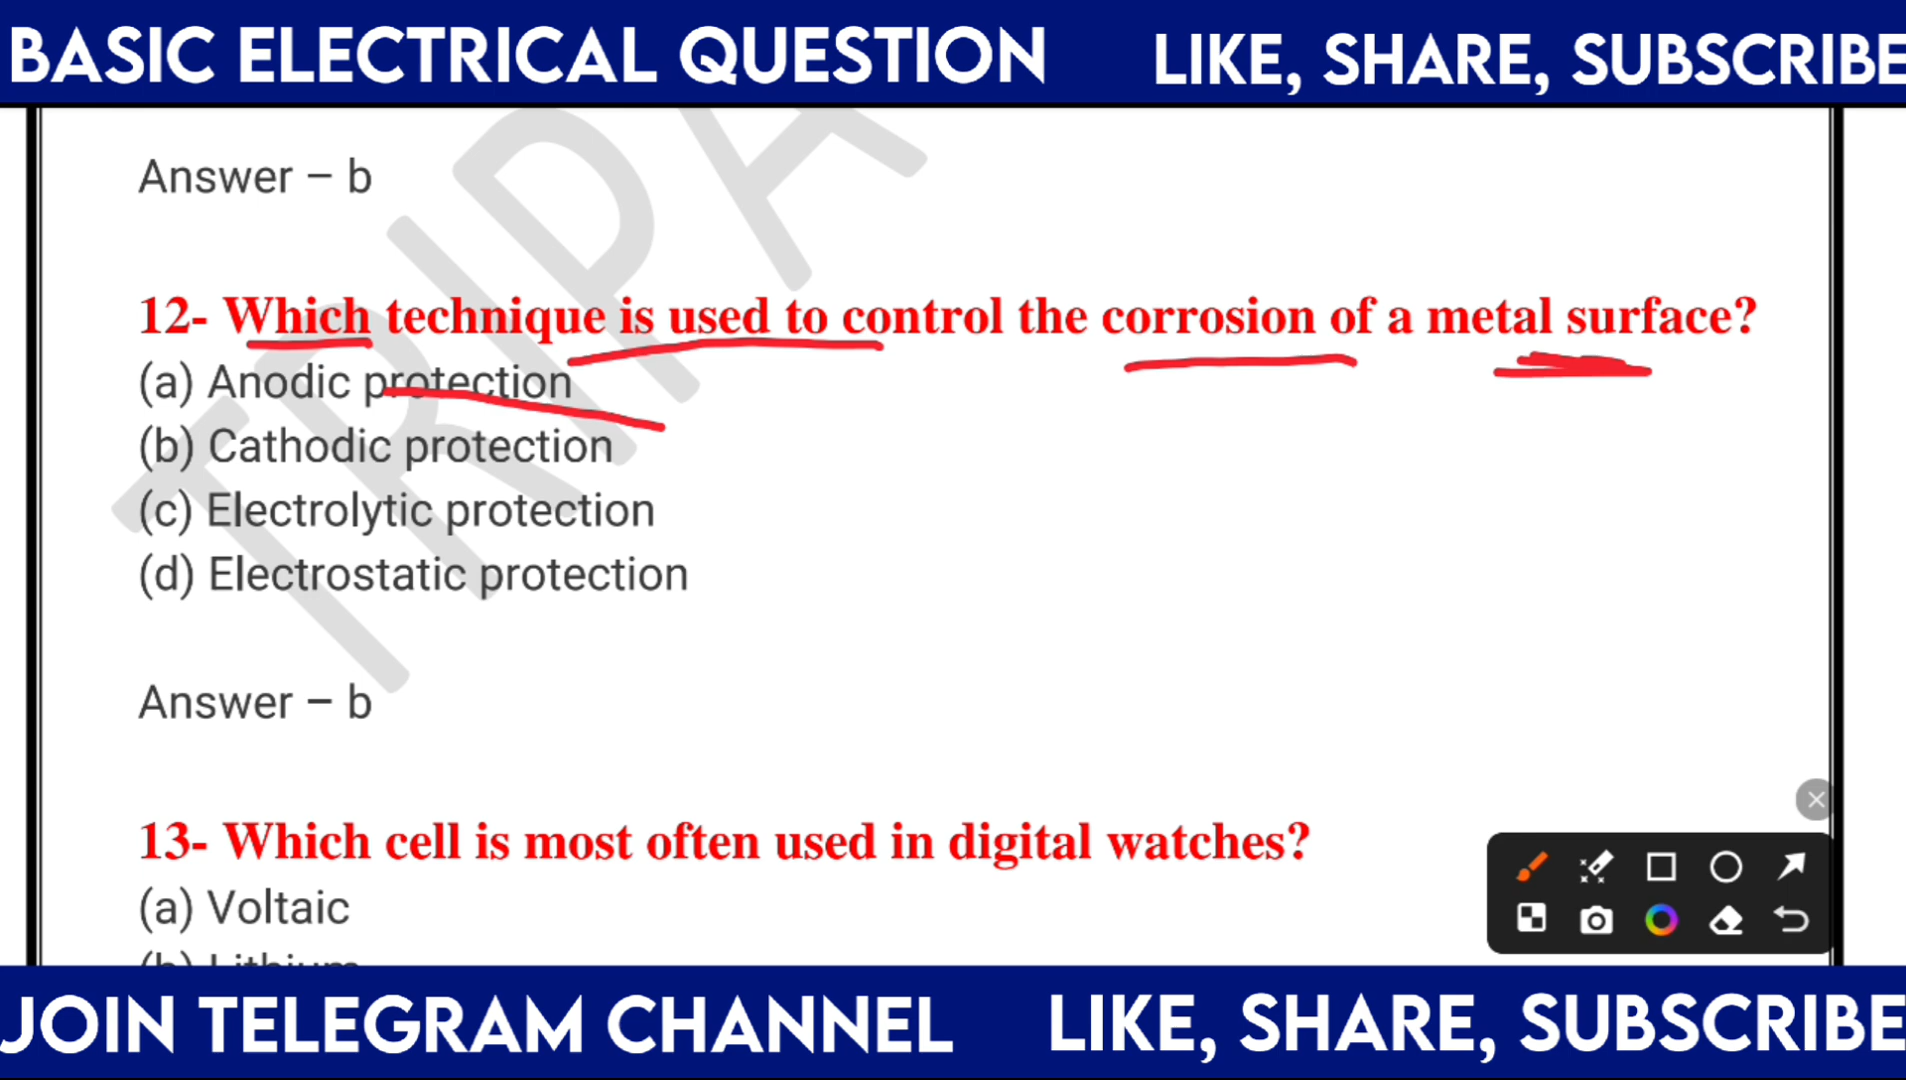 BASIC ELECTRICAL QUESTION LIKE, SHARE, SUBSCRIBE
Answer – b
12- Which technique is used to control the corrosion of a metal surface?
(a) Anodic protection
(b) Cathodic protection
(c) Electrolytic protection
(d) Electrostatic protection
Answer – b
13- Which cell is most often used in digital watches?
(a) Voltaic
(b) Lithium
JOIN TELEGRAM CHANNEL LIKE, SHARE, SUBSCRIBE
TRIPA